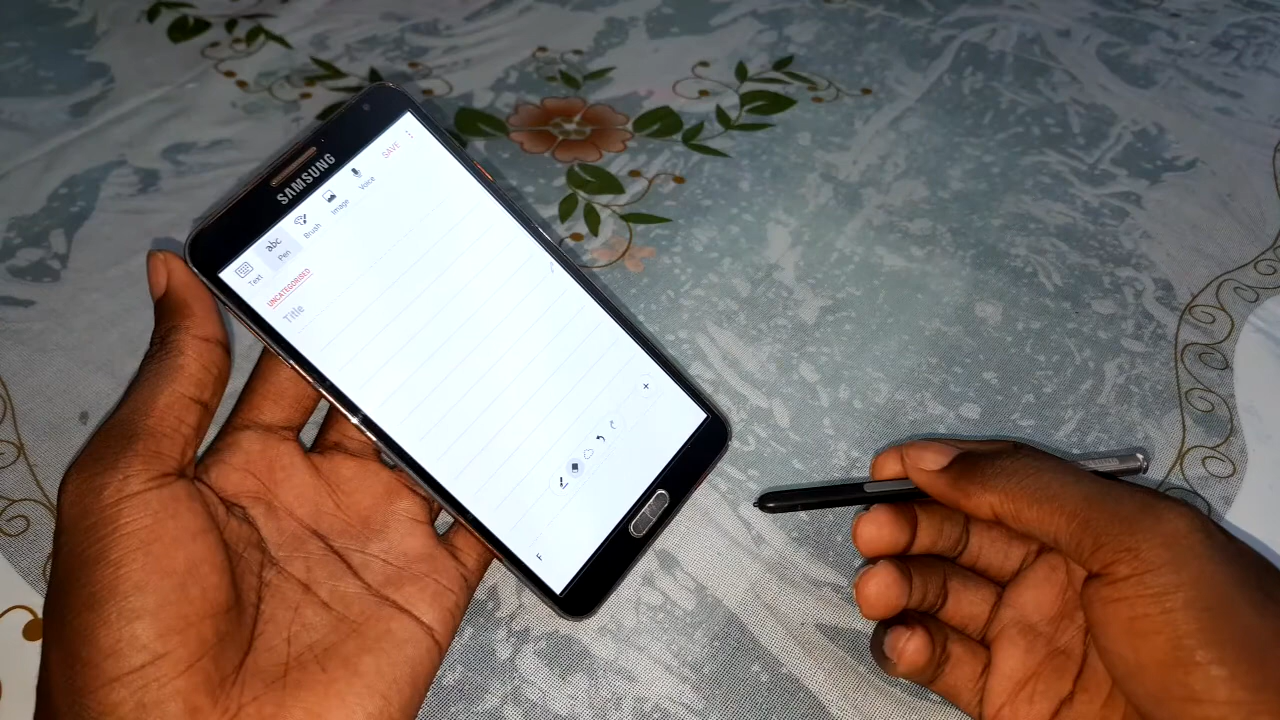 SAMSUNG
SAVE
Text
abc
Pen
Brush
Image
Voice
UNCATEGORISED
Title
F